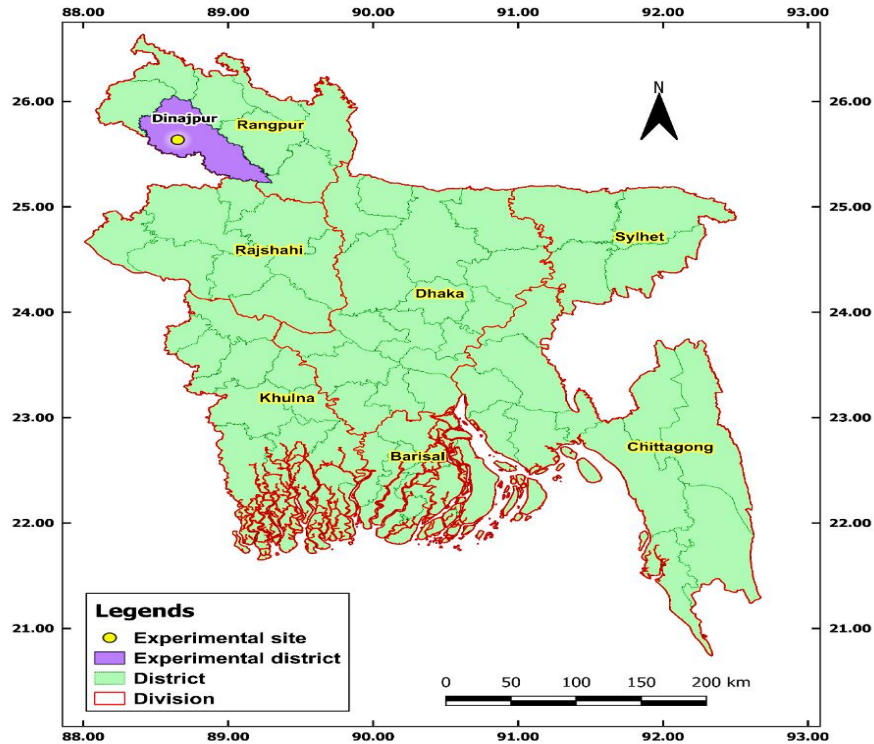 88.00 89.00 90.00 91.00 92.00 93.00
N
26.00 26.00
Dinajpur
Rangpur
25.00 25.00
Sylhet
Rajshahi
Dhaka
24.00 24.00
Khulna
23.00 23.00
Chittagong
Barisal
22.00 22.00
Legends
Experimental site
Experimental district
District
Division
21.00 21.00
0 50 100 150 200 km
88.00 89.00 90.00 91.00 92.00 93.00